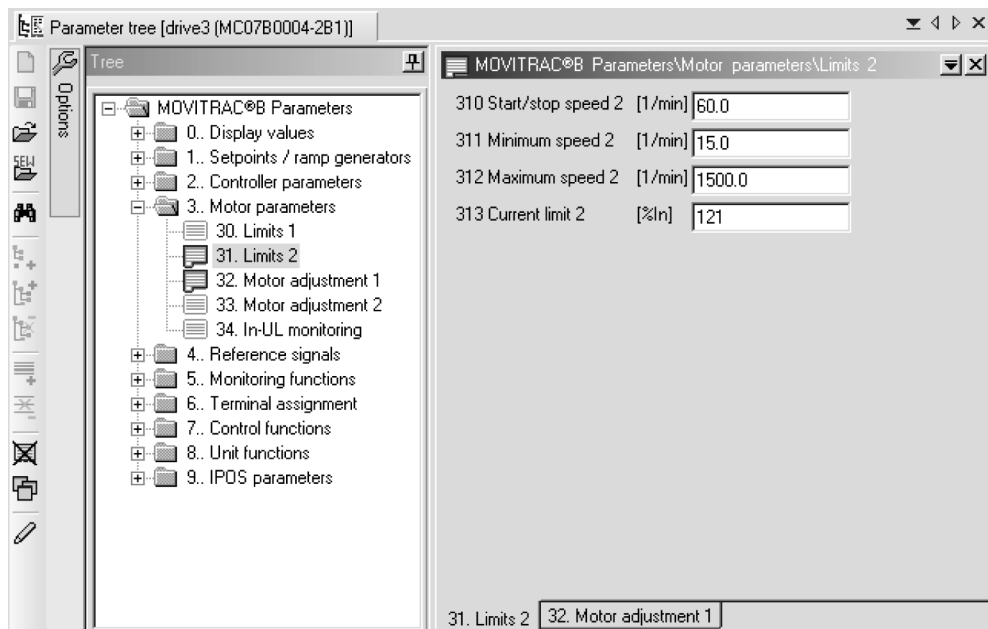 Parameter tree [drive3 (MC07B0004-2B1)]
SEW
Options
Tree
MOVITRAC®B Parameters
0.. Display values
1.. Setpoints / ramp generators
2.. Controller parameters
3.. Motor parameters
30. Limits 1
31. Limits 2
32. Motor adjustment 1
33. Motor adjustment 2
34. In-UL monitoring
4.. Reference signals
5.. Monitoring functions
6.. Terminal assignment
7.. Control functions
8.. Unit functions
9.. IPOS parameters
MOVITRAC®B Parameters\Motor parameters\Limits 2
310 Start/stop speed 2 [1/min] 60.0
311 Minimum speed 2 [1/min] 15.0
312 Maximum speed 2 [1/min] 1500.0
313 Current limit 2 [%In] 121
31. Limits 2 32. Motor adjustment 1